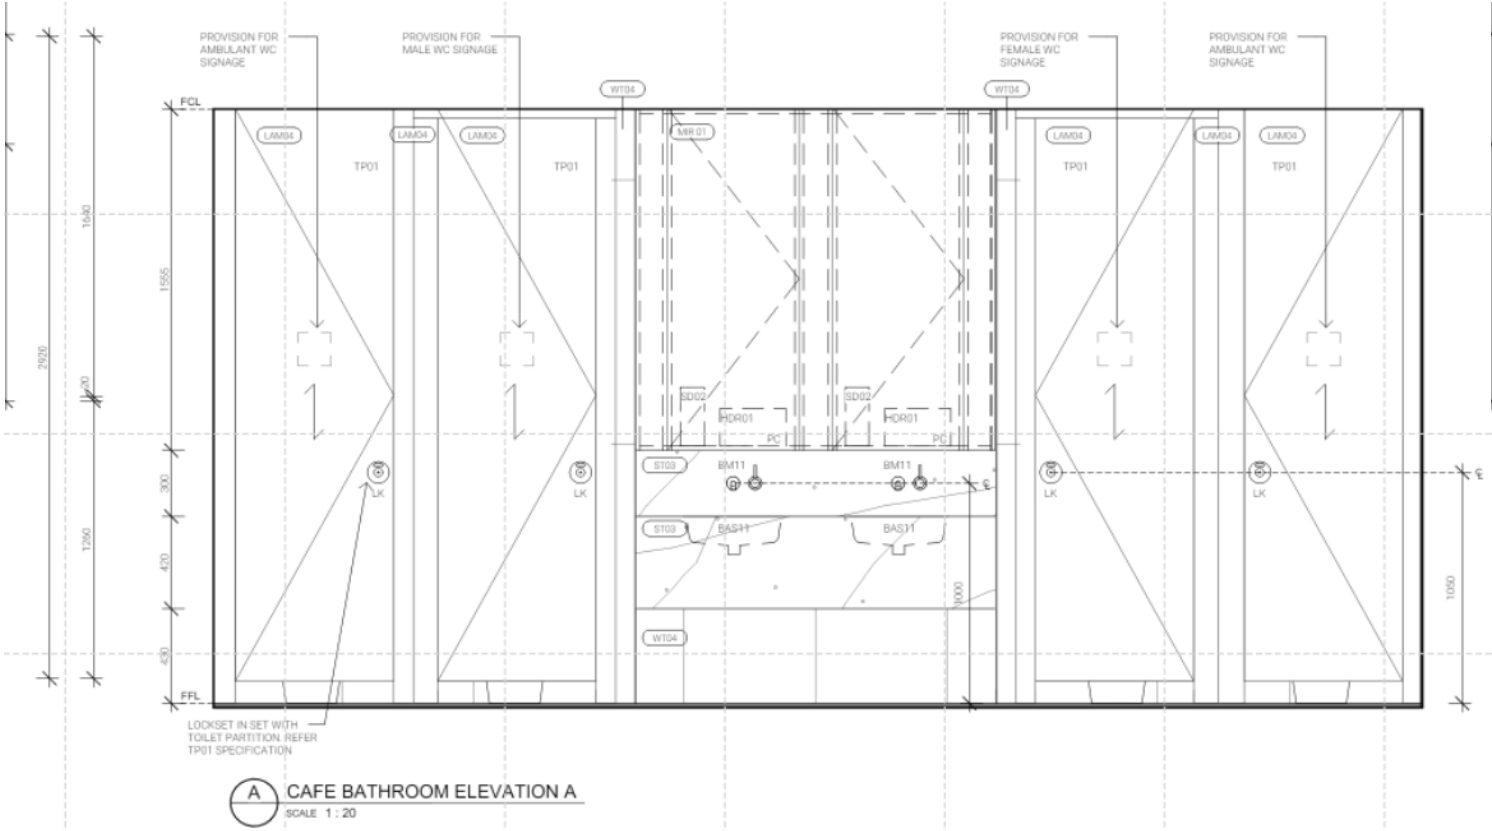 PROVISION FOR
AMBULANT WC
SIGNAGE
PROVISION FOR
MALE WC SIGNAGE
PROVISION FOR
FEMALE WC
SIGNAGE
PROVISION FOR
AMBULANT WC
SIGNAGE
WT04
WT04
FCL
LAM04
LAM04
LAM04
MIR 01
LAM04
LAM04
LAM04
TP01
TP01
TP01
TP01
1640
1555
2920
20
SD02
HDR01
PC
SD02
HDR01
PC
ST03
BM11
BM11
LK
LK
LK
LK
300
ST03
BAS11
BAS11
1260
420
1000
1050
WT04
430
FFL
LOCKSET IN SET WITH
TOILET PARTITION. REFER
TP01 SPECIFICATION
A
CAFE BATHROOM ELEVATION A
SCALE 1 : 20